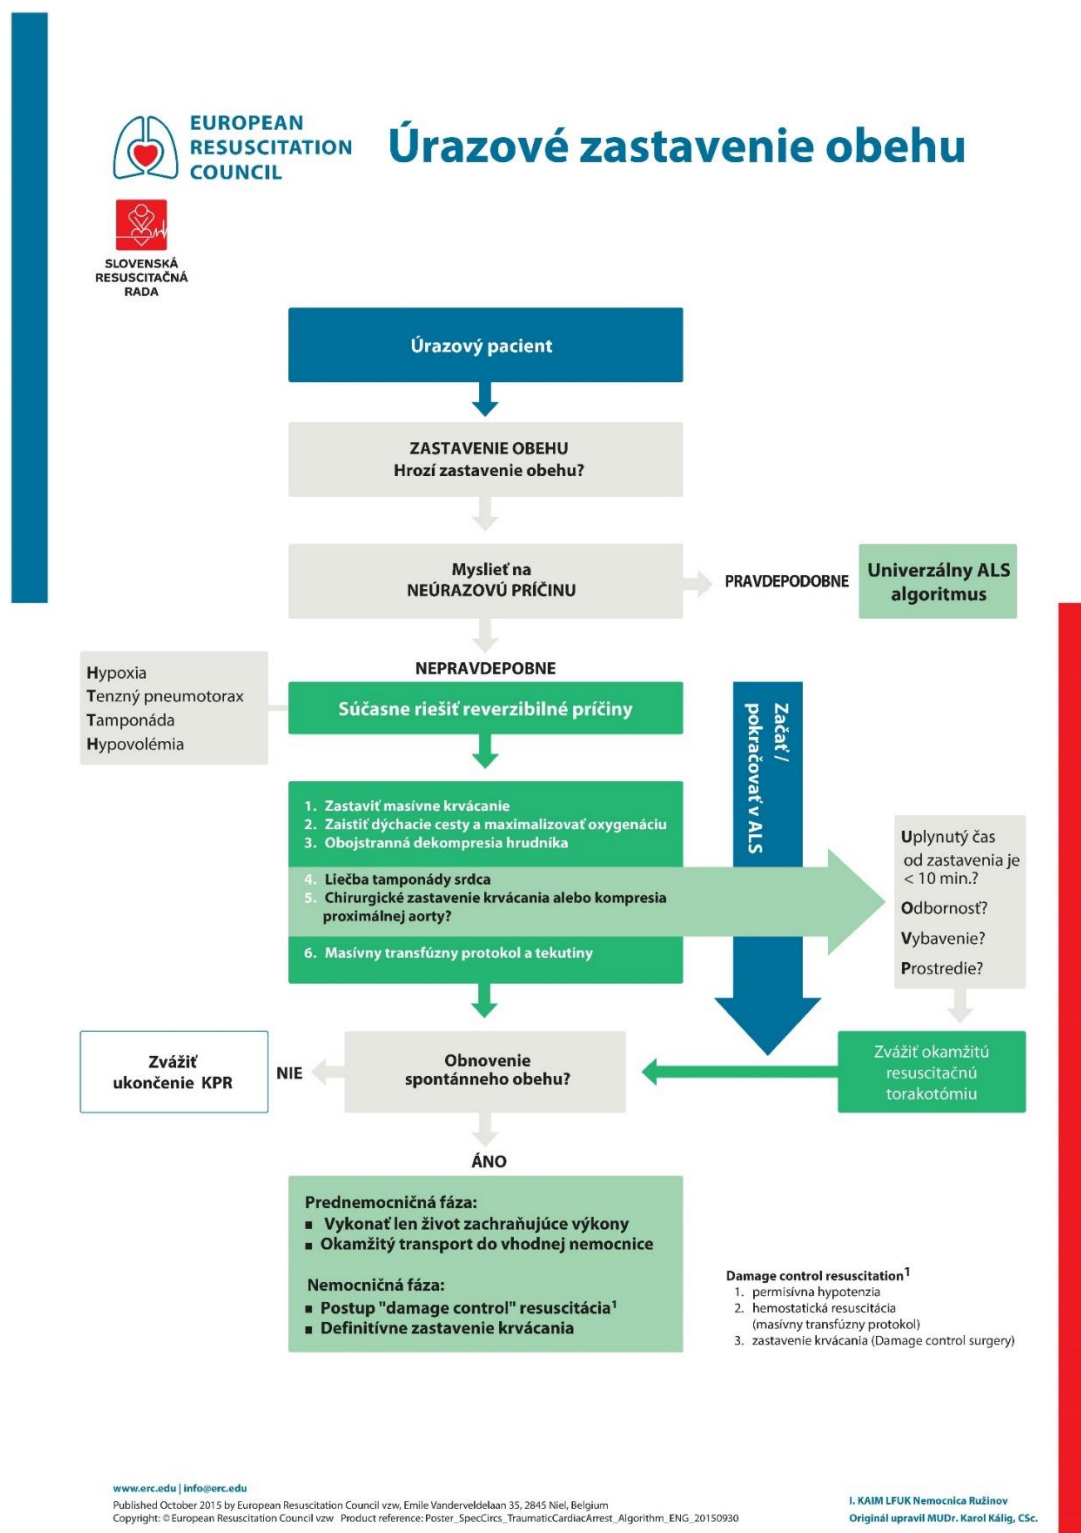 EUROPEAN
RESUSCITATION
COUNCIL
Úrazové zastavenie obehu
SLOVENSKÁ
RESUSCITAČNÁ
RADA
Úrazový pacient
ZASTAVENIE OBEHU
Hrozí zastavenie obehu?
Myslieť na
NEÚRAZOVÚ PRÍČINU
PRAVDEPODOBNE
Univerzálny ALS
algoritmus
NEPRAVDEPOBNE
Hypoxia
Tenzný pneumotorax
Tamponáda
Hypovolémia
Súčasne riešiť reverzibilné príčiny
Začať /
pokračovať v ALS
1. Zastaviť masívne krvácanie
2. Zaistiť dýchacie cesty a maximalizovať oxygenáciu
3. Obojstranná dekompresia hrudníka
4. Liečba tamponády srdca
5. Chirurgické zastavenie krvácania alebo kompresia
proximálnej aorty?
6. Masívny transfúzny protokol a tekutiny
Uplynutý čas
od zastavenia je
< 10 min.?
Odbornosť?
Vybavenie?
Prostredie?
Zvážiť okamžitú
resuscitačnú
torakotómiu
Obnovenie
spontánneho obehu?
NIE
Zvážiť
ukončenie KPR
ÁNO
Prednemocničná fáza:
▪ Vykonať len život zachraňujúce výkony
▪ Okamžitý transport do vhodnej nemocnice
Nemocničná fáza:
▪ Postup "damage control" resuscitácia¹
▪ Definitívne zastavenie krvácania
Damage control resuscitation¹
1. permisívna hypotenzia
2. hemostatická resuscitácia
(masívny transfúzny protokol)
3. zastavenie krvácania (Damage control surgery)
www.erc.edu | info@erc.edu
Published October 2015 by European Resuscitation Council vzw, Emile Vanderveldelaan 35, 2845 Niel, Belgium
Copyright: © European Resuscitation Council vzw Product reference: Poster_SpecCircs_TraumaticCardiacArrest_Algorithm_ENG_20150930
I. KAIM LFUK Nemocnica Ružinov
Originál upravil MUDr. Karol Kálig, CSc.